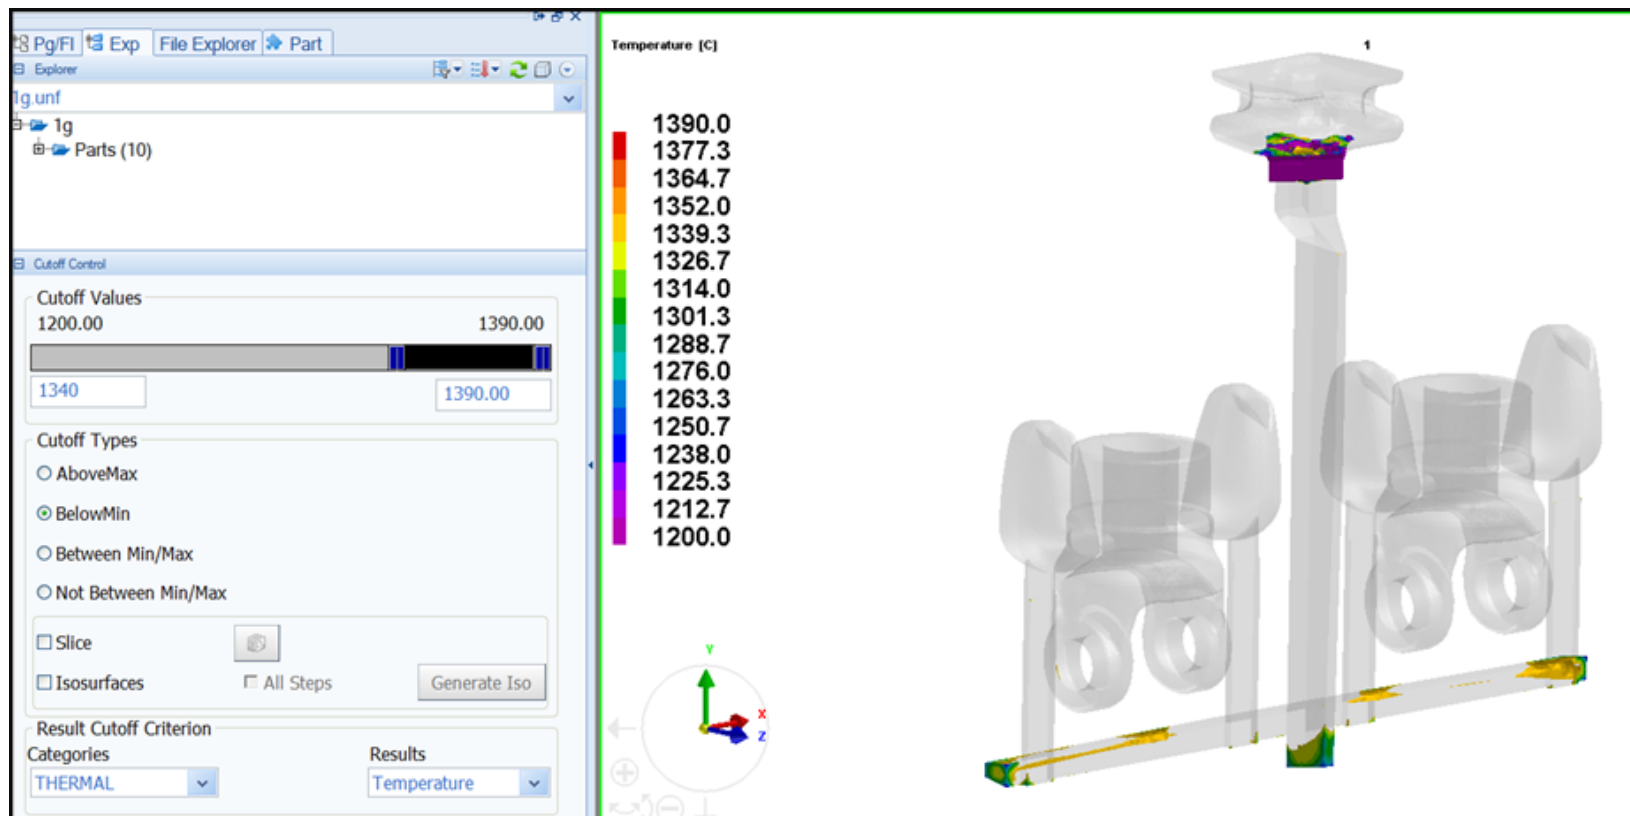 Pg/Fl Exp File Explorer Part
Explorer
1g.unf
1g
Parts (10)
Cutoff Control
Cutoff Values
1200.00 1390.00
1340 1390.00
Cutoff Types
AboveMax
BelowMin
Between Min/Max
Not Between Min/Max
Slice
Isosurfaces All Steps Generate Iso
Result Cutoff Criterion
Categories Results
THERMAL Temperature
Temperature [C] 1
1390.0
1377.3
1364.7
1352.0
1339.3
1326.7
1314.0
1301.3
1288.7
1276.0
1263.3
1250.7
1238.0
1225.3
1212.7
1200.0
Y
X
Z